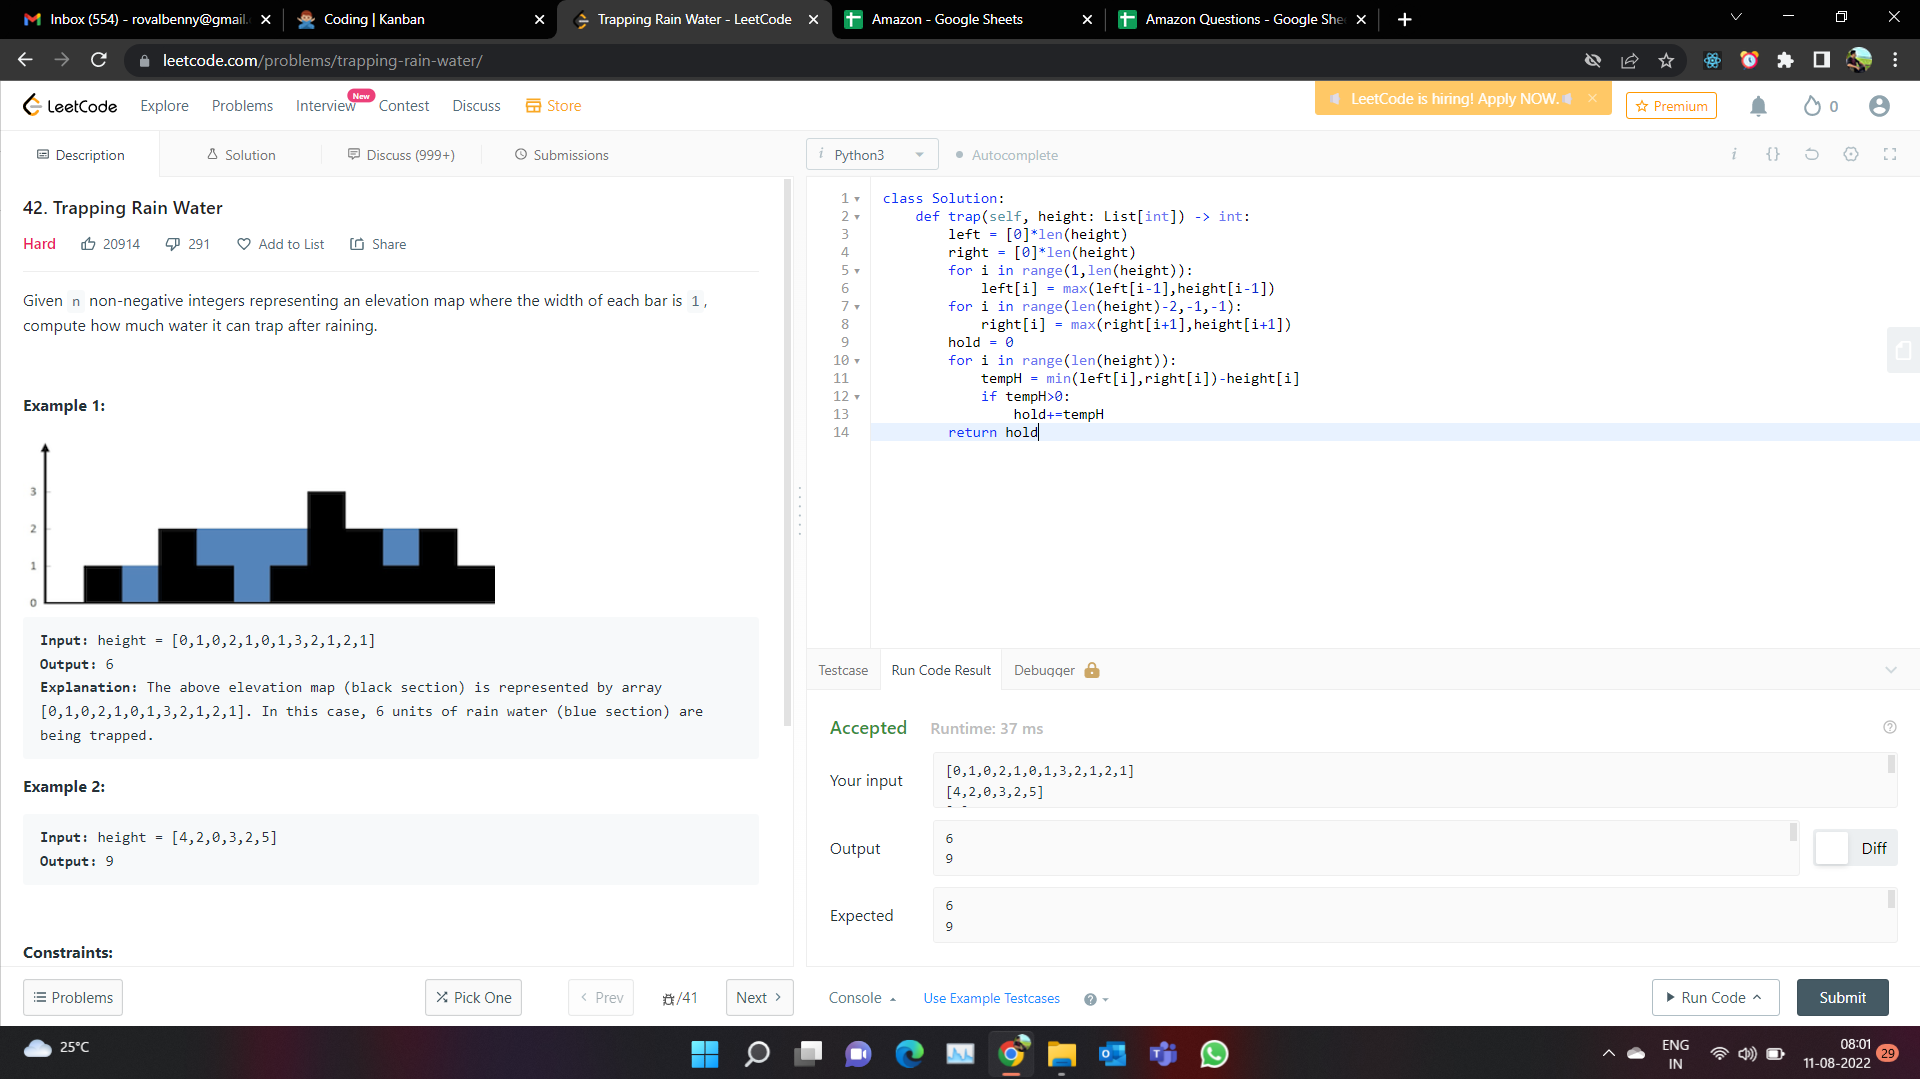 Inbox (554) - rovalbenny@gmail.
Coding | Kanban
Trapping Rain Water - LeetCode
Amazon - Google Sheets
Amazon Questions - Google She
leetcode.com/problems/trapping-rain-water/
LeetCode
Explore
Problems
Interview
New
Contest
Discuss
Store
LeetCode is hiring! Apply NOW.
Premium
0
Description
Solution
Discuss (999+)
Submissions
Python3
Autocomplete
42. Trapping Rain Water
Hard
20914
291
Add to List
Share
Given n non-negative integers representing an elevation map where the width of each bar is 1,
compute how much water it can trap after raining.
Example 1:
3
2
1
0
Input: height = [0,1,0,2,1,0,1,3,2,1,2,1]
Output: 6
Explanation: The above elevation map (black section) is represented by array
[0,1,0,2,1,0,1,3,2,1,2,1]. In this case, 6 units of rain water (blue section) are
being trapped.
Example 2:
Input: height = [4,2,0,3,2,5]
Output: 9
Constraints:
Problems
Pick One
Prev
/41
Next
1 class Solution:
2 def trap(self, height: List[int]) -> int:
3 left = [0]*len(height)
4 right = [0]*len(height)
5 for i in range(1,len(height)):
6 left[i] = max(left[i-1],height[i-1])
7 for i in range(len(height)-2,-1,-1):
8 right[i] = max(right[i+1],height[i+1])
9 hold = 0
10 for i in range(len(height)):
11 tempH = min(left[i],right[i])-height[i]
12 if tempH>0:
13 hold+=tempH
14 return hold
Testcase
Run Code Result
Debugger
Accepted
Runtime: 37 ms
Your input
[0,1,0,2,1,0,1,3,2,1,2,1]
[4,2,0,3,2,5]
Output
6
9
Diff
Expected
6
9
Console
Use Example Testcases
Run Code
Submit
25°C
ENG
IN
08:01
11-08-2022
29